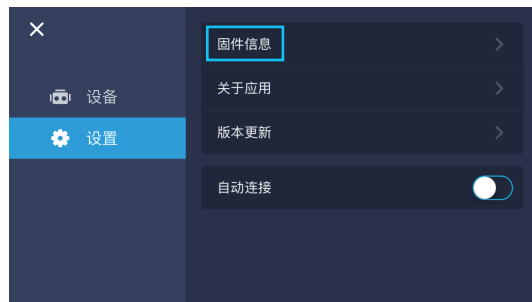 设备
设置
固件信息
关于应用
版本更新
自动连接